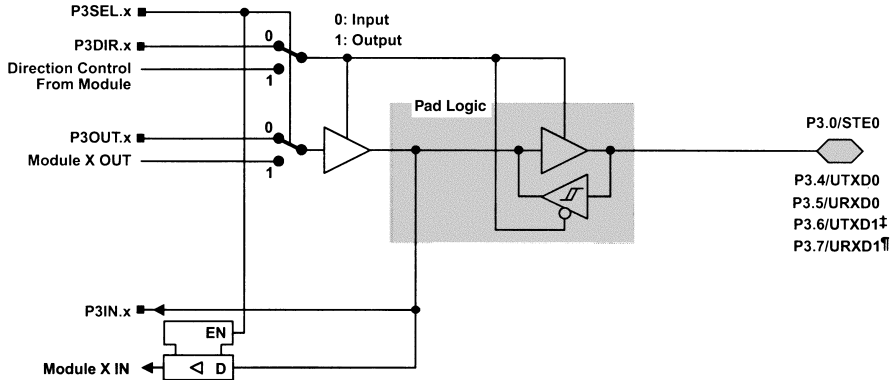 P3SEL.x
0: Input
1: Output
P3DIR.x
0
Direction Control
From Module
1
Pad Logic
P3.0/STE0
P3OUT.x
0
Module X OUT
1
P3.4/UTXD0
P3.5/URXD0
P3.6/UTXD1‡
P3.7/URXD1¶
P3IN.x
EN
Module X IN
D